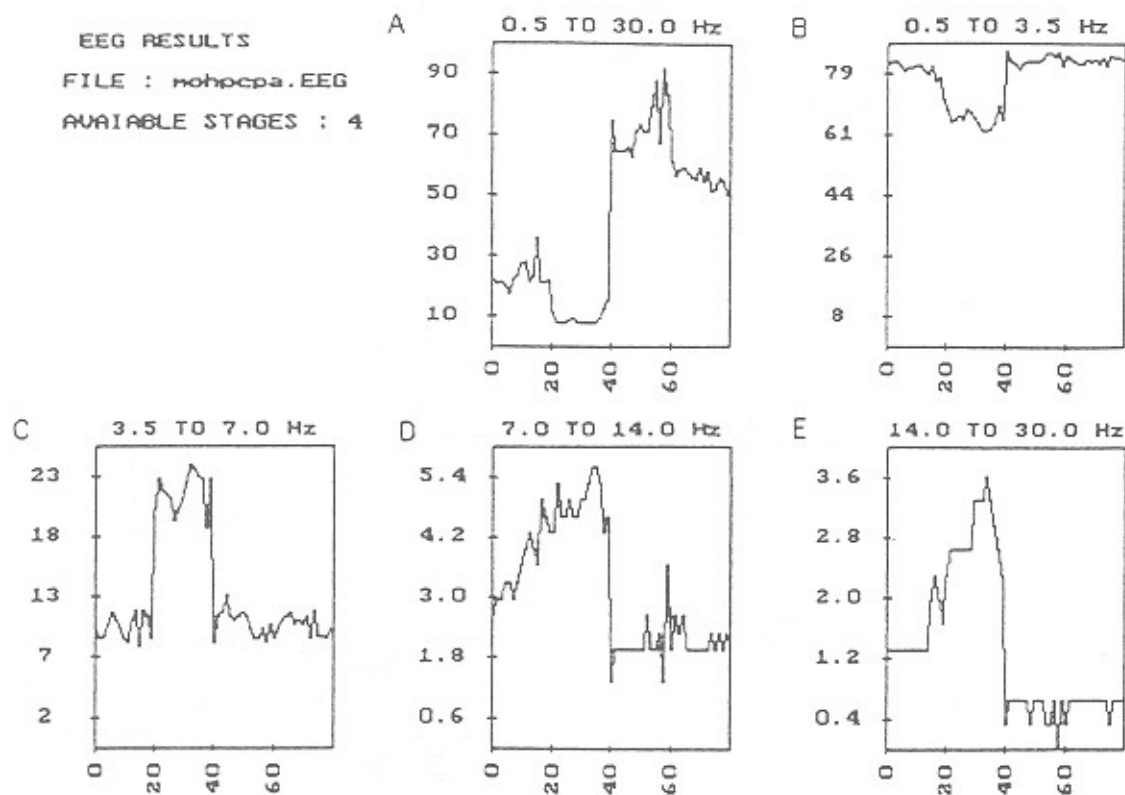 EEG RESULTS
FILE : mohpcpa.EEG
AVAIABLE STAGES : 4
A
0.5 TO 30.0 Hz
90
70
50
30
10
0 20 40 60
B
0.5 TO 3.5 Hz
79
61
44
26
8
0 20 40 60
C
3.5 TO 7.0 Hz
23
18
13
7
2
0 20 40 60
D
7.0 TO 14.0 Hz
5.4
4.2
3.0
1.8
0.6
0 20 40 60
E
14.0 TO 30.0 Hz
3.6
2.8
2.0
1.2
0.4
0 20 40 60